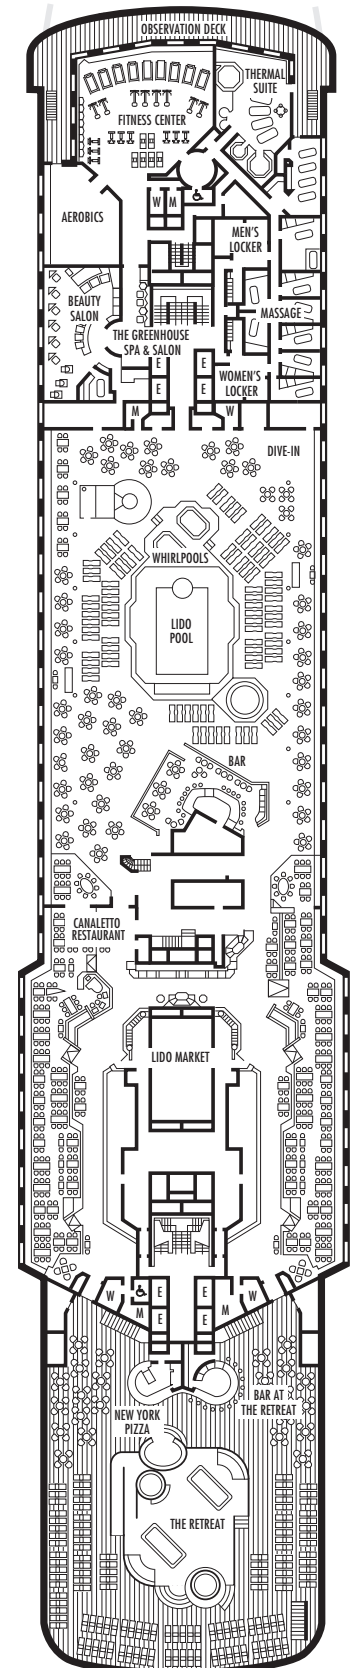 OBSERVATION DECK
THERMAL
SUITE
FITNESS CENTER
W M
AEROBICS
MEN'S
LOCKER
BEAUTY
SALON
MASSAGE
THE GREENHOUSE
SPA & SALON
E E
E E
WOMEN'S
LOCKER
M W
DIVE-IN
WHIRLPOOLS
LIDO
POOL
BAR
CANALETTO
RESTAURANT
LIDO MARKET
W E E W
M E E M
BAR AT
THE RETREAT
NEW YORK
PIZZA
THE RETREAT